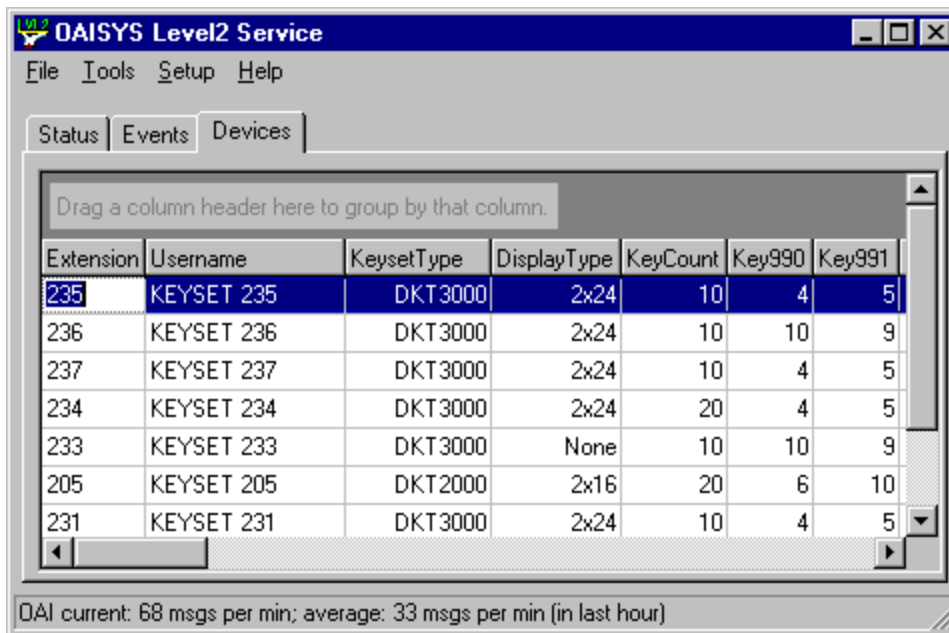 OAISYS Level2 Service
File Tools Setup Help
Status Events Devices
Drag a column header here to group by that column.
Extension Username KeysetType DisplayType KeyCount Key990 Key991
235 KEYSET 235 DKT3000 2x24 10 4 5
236 KEYSET 236 DKT3000 2x24 10 10 9
237 KEYSET 237 DKT3000 2x24 10 4 5
234 KEYSET 234 DKT3000 2x24 20 4 5
233 KEYSET 233 DKT3000 None 10 10 9
205 KEYSET 205 DKT2000 2x16 20 6 10
231 KEYSET 231 DKT3000 2x24 10 4 5
OAI current: 68 msgs per min; average: 33 msgs per min (in last hour)